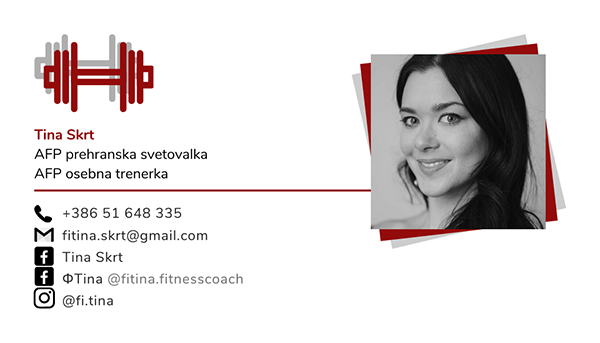 Tina Skrt
AFP prehranska svetovalka
AFP osebna trenerka
+386 51 648 335
fitina.skrt@gmail.com
Tina Skrt
ΦTina @fitina.fitnesscoach
@fi.tina